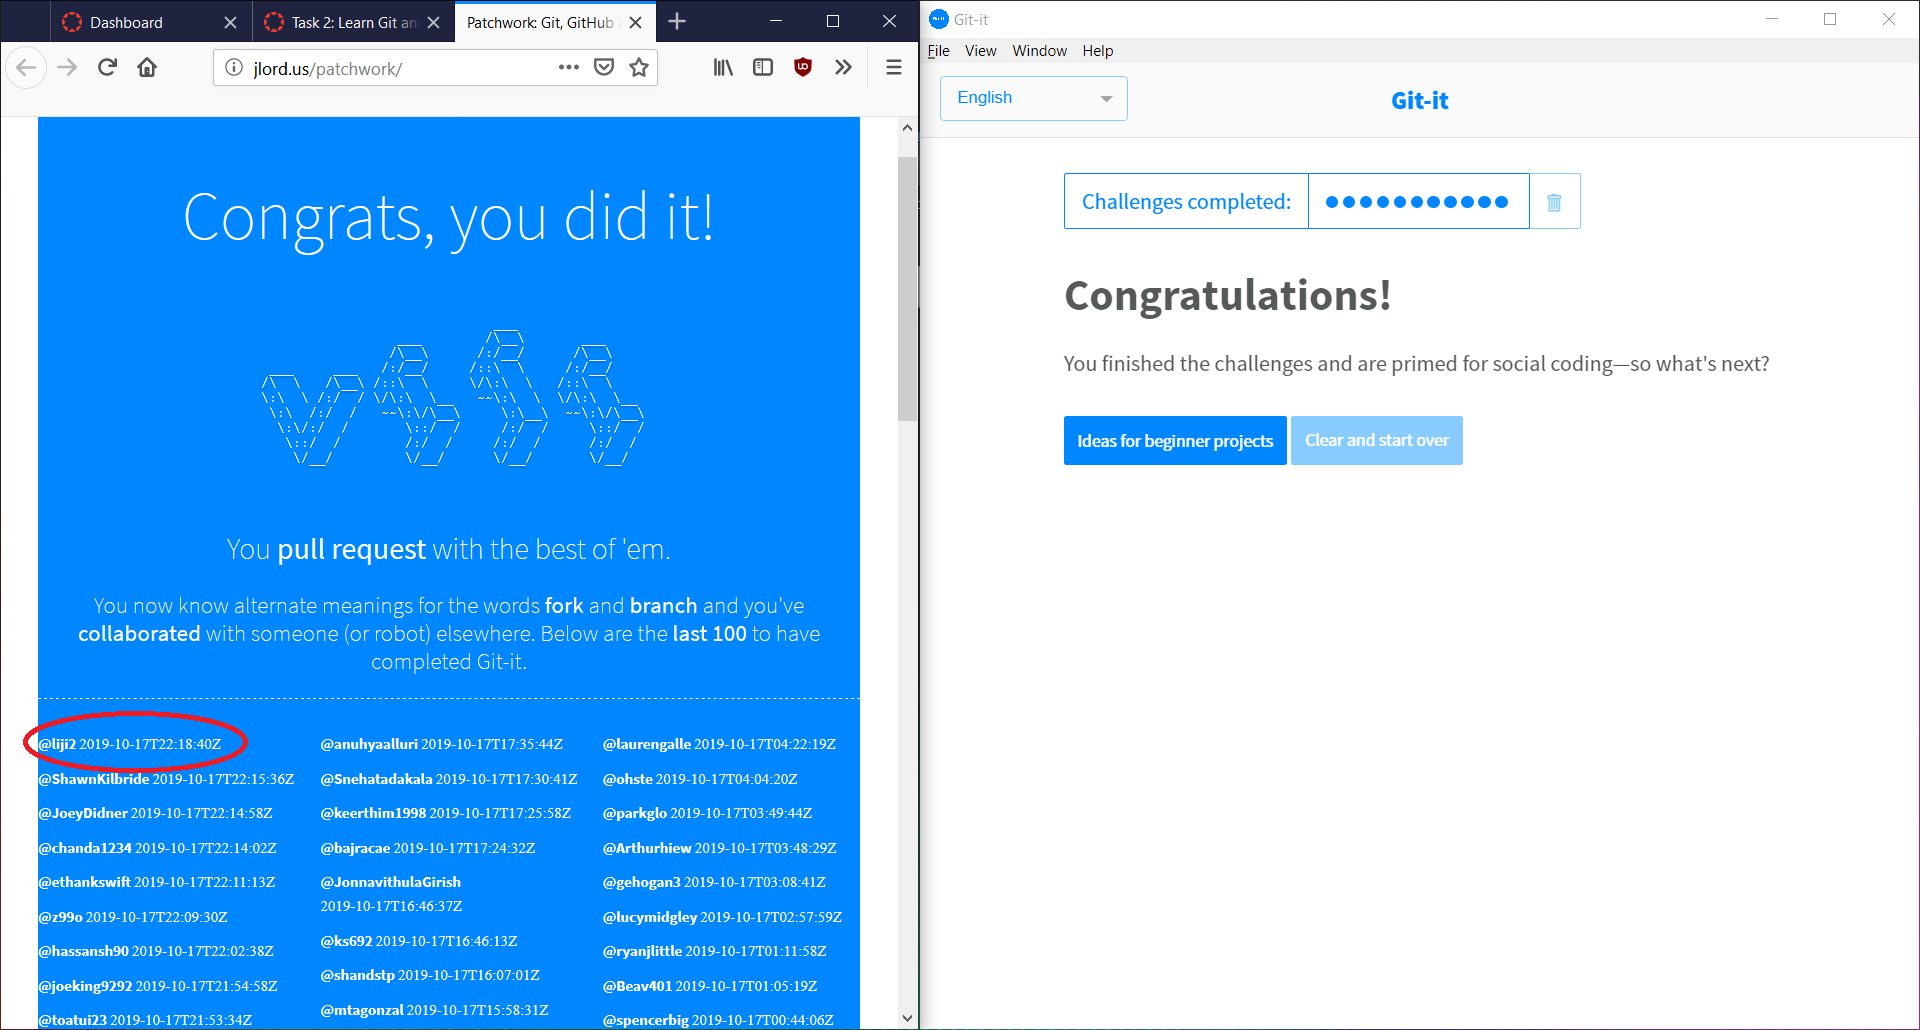 Dashboard
Task 2: Learn Git an
Patchwork: Git, GitHub a
jlord.us/patchwork/
Congrats, you did it!
You pull request with the best of 'em.
You now know alternate meanings for the words fork and branch and you've
collaborated with someone (or robot) elsewhere. Below are the last 100 to have
completed Git-it.
@liji2 2019-10-17T22:18:40Z
@ShawnKilbride 2019-10-17T22:15:36Z
@JoeyDidner 2019-10-17T22:14:58Z
@chanda1234 2019-10-17T22:14:02Z
@ethankswift 2019-10-17T22:11:13Z
@z99o 2019-10-17T22:09:30Z
@hassansh90 2019-10-17T22:02:38Z
@joeking9292 2019-10-17T21:54:58Z
@toatui23 2019-10-17T21:53:34Z
@anuhyaalluri 2019-10-17T17:35:44Z
@Snehatadakala 2019-10-17T17:30:41Z
@keerthim1998 2019-10-17T17:25:58Z
@bajracae 2019-10-17T17:24:32Z
@JonnavithulaGirish
2019-10-17T16:46:37Z
@ks692 2019-10-17T16:46:13Z
@shandstp 2019-10-17T16:07:01Z
@mtagonzal 2019-10-17T15:58:31Z
@laurengalle 2019-10-17T04:22:19Z
@ohste 2019-10-17T04:04:20Z
@parkglo 2019-10-17T03:49:44Z
@Arthurhiew 2019-10-17T03:48:29Z
@gehogan3 2019-10-17T03:08:41Z
@lucymidgley 2019-10-17T02:57:59Z
@ryanjlittle 2019-10-17T01:11:58Z
@Beav401 2019-10-17T01:05:19Z
@spencerbig 2019-10-17T00:44:06Z
Git-it
File View Window Help
English
Git-it
Challenges completed:
Congratulations!
You finished the challenges and are primed for social coding—so what's next?
Ideas for beginner projects
Clear and start over